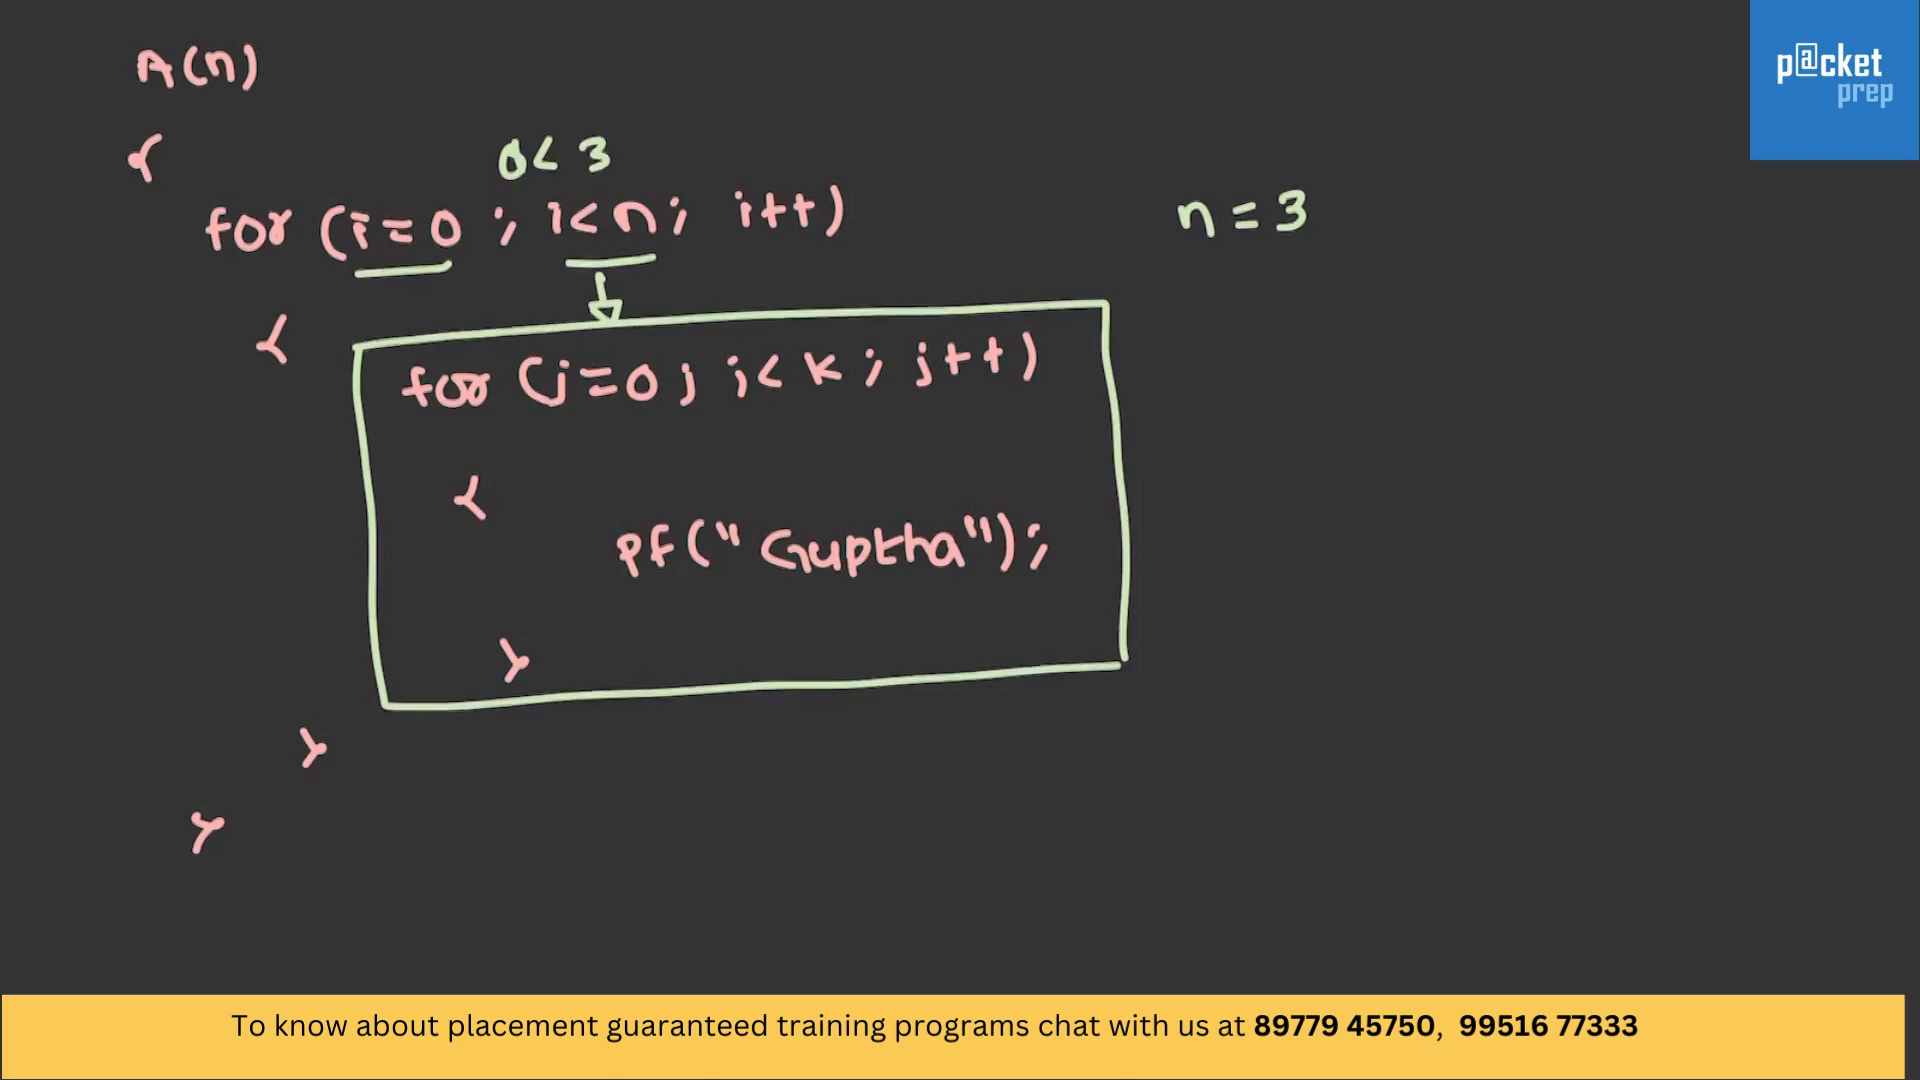 A(n)
{
0< 3
for (i=0 ; i<n; i++)
n = 3
{
for (j=0; j< k ; j++)
{
pf("Guptha");
}
}
}
p@cket
prep
To know about placement guaranteed training programs chat with us at 89779 45750, 99516 77333